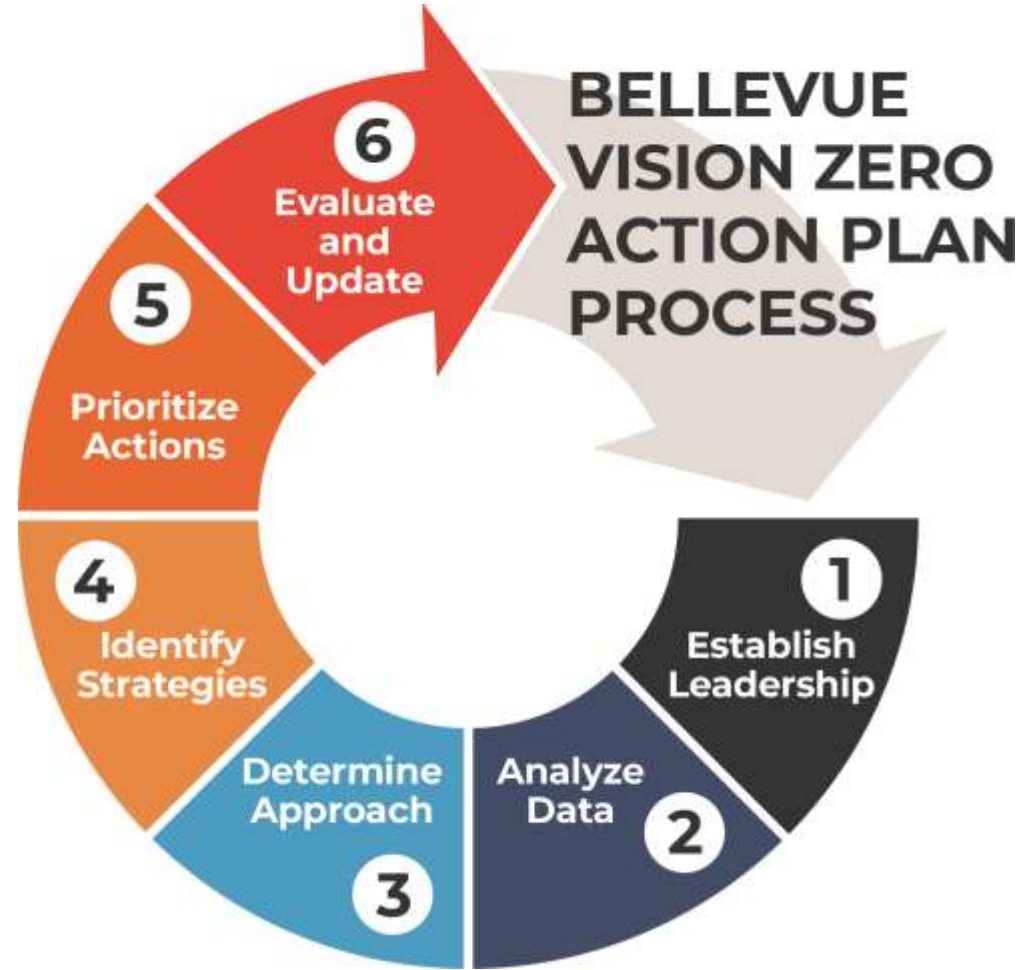 BELLEVUE
VISION ZERO
ACTION PLAN
PROCESS
1
Establish
Leadership
2
Analyze
Data
3
Determine
Approach
4
Identify
Strategies
5
Prioritize
Actions
6
Evaluate
and
Update